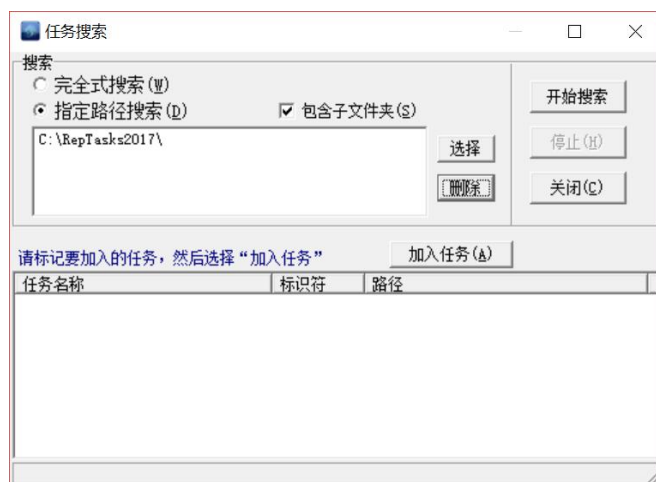 任务搜索
搜索
完全式搜索(W)
指定路径搜索(D)
包含子文件夹(S)
C:\RepTasks2017\
选择
删除
开始搜索
停止(H)
关闭(C)
请标记要加入的任务，然后选择“加入任务”
加入任务(A)
任务名称 标识符 路径